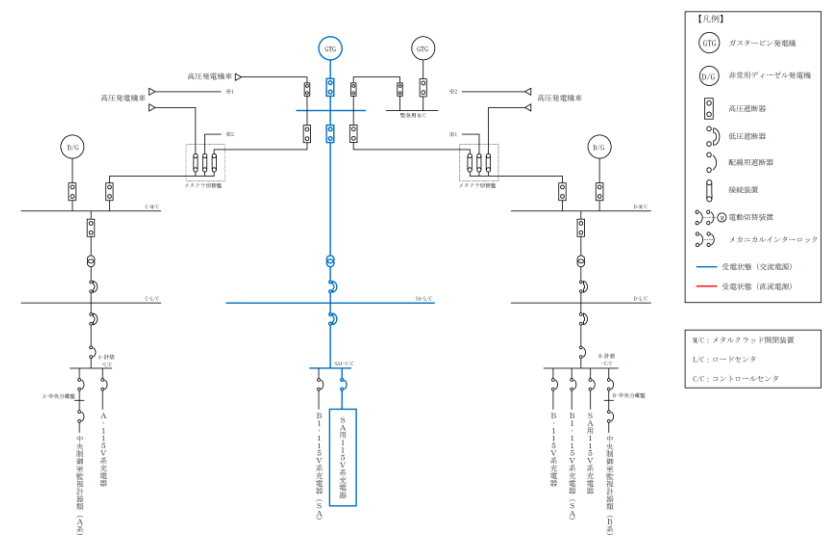 GTG
GTG
高圧発電機車
高圧発電機車
※1
※2
緊急用M/C
※2
※1
高圧発電機車
D/G
D/G
メタクラ切替盤
メタクラ切替盤
C-M/C
D-M/C
C-L/C
SA-L/C
D-L/C
A-計装
-C/C
SA1-C/C
B-計装
-C/C
A-中央分電盤
B-中央分電盤
中央制御室監視計器類(A系)
A-115V系充電器
B1-115V系充電器(SA)
SA用115V系充電器
B-115V系充電器
B1-115V系充電器(SA)
SA用115V系充電器
中央制御室監視計器類(B系)
【凡例】
GTG ガスタービン発電機
D/G 非常用ディーゼル発電機
高圧遮断器
低圧遮断器
配線用遮断器
接続装置
M 電動切替装置
メカニカルインターロック
受電状態(交流電源)
受電状態(直流電源)
M/C:メタルクラッド開閉装置
L/C:ロードセンタ
C/C:コントロールセンタ